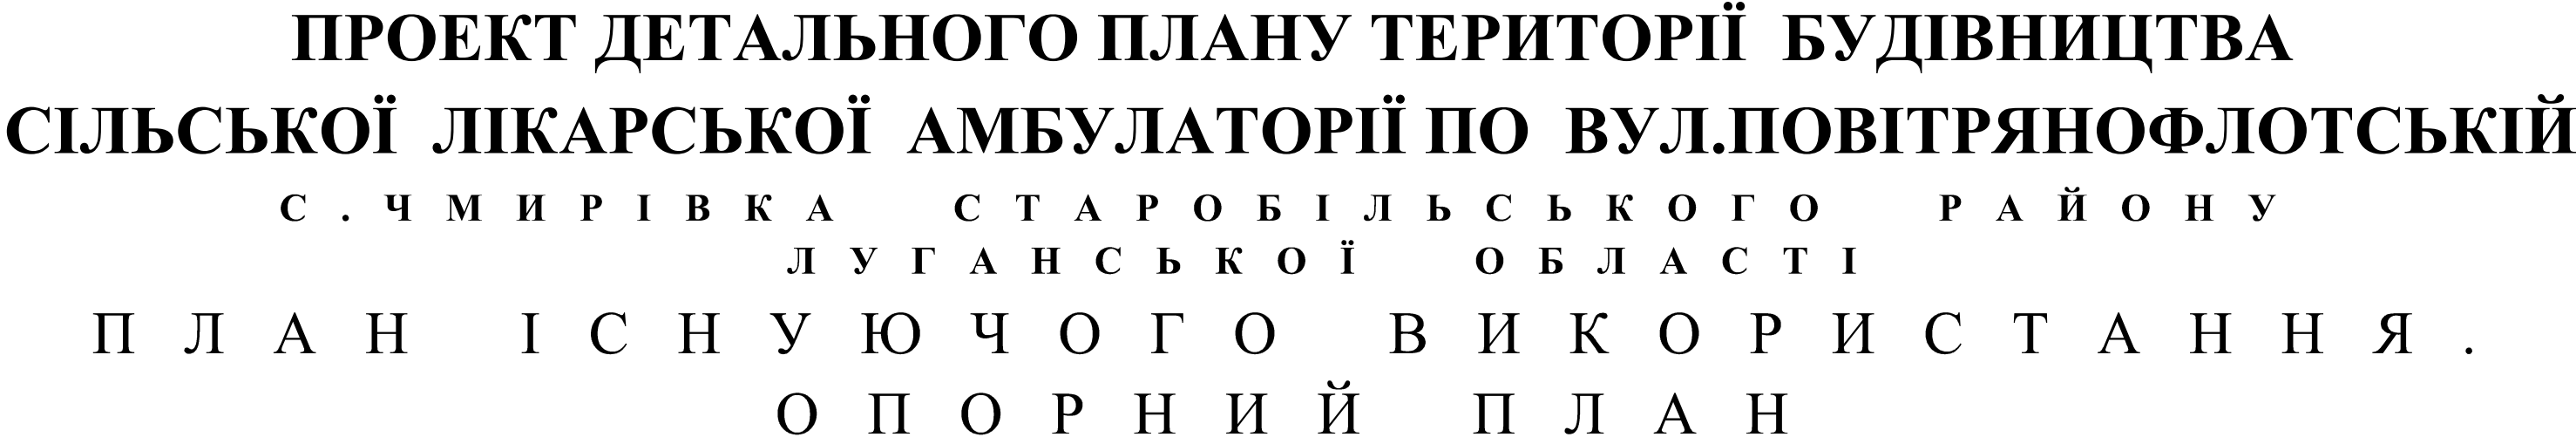 ПРОЕКТ ДЕТАЛЬНОГО ПЛАНУ ТЕРИТОРІЇ БУДІВНИЦТВА
СІЛЬСЬКОЇ ЛІКАРСЬКОЇ АМБУЛАТОРІЇ ПО ВУЛ.ПОВІТРЯНОФЛОТСЬКІЙ
С.ЧМИРІВКА СТАРОБІЛЬСЬКОГО РАЙОНУ
ЛУГАНСЬКОЇ ОБЛАСТІ
ПЛАН ІСНУЮЧОГО ВИКОРИСТАННЯ.
ОПОРНИЙ ПЛАН